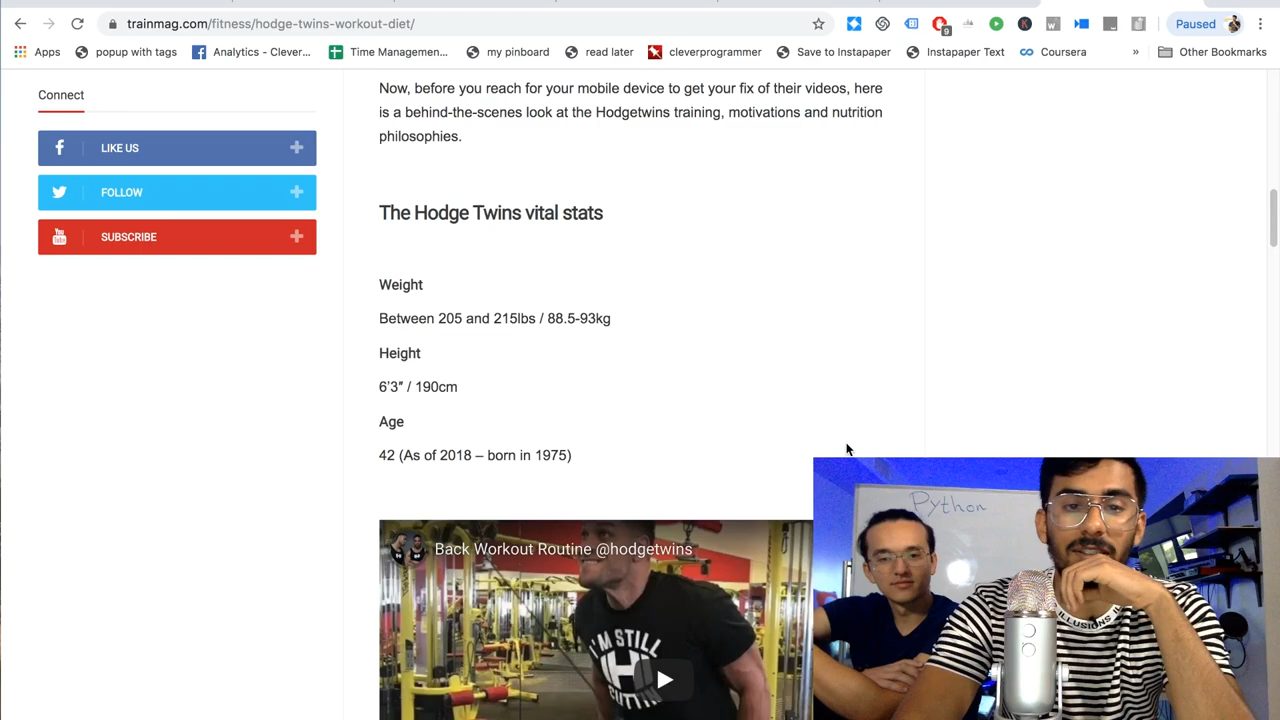 trainmag.com/fitness/hodge-twins-workout-diet/
9
Paused
Apps
popup with tags
Analytics - Clever...
Time Managemen...
my pinboard
read later
cleverprogrammer
Save to Instapaper
Instapaper Text
Coursera
»
Other Bookmarks
Connect
LIKE US
FOLLOW
SUBSCRIBE
Now, before you reach for your mobile device to get your fix of their videos, here
is a behind-the-scenes look at the Hodgetwins training, motivations and nutrition
philosophies.
The Hodge Twins vital stats
Weight
Between 205 and 215lbs / 88.5-93kg
Height
6’3″ / 190cm
Age
42 (As of 2018 – born in 1975)
Back Workout Routine @hodgetwins
I'M STILL
CUTTIN
Python
ILLUSIONS